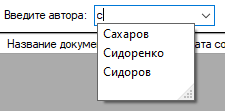 Введите автора: с
Сахаров
Сидоренко
Сидоров
Название докуме ата со